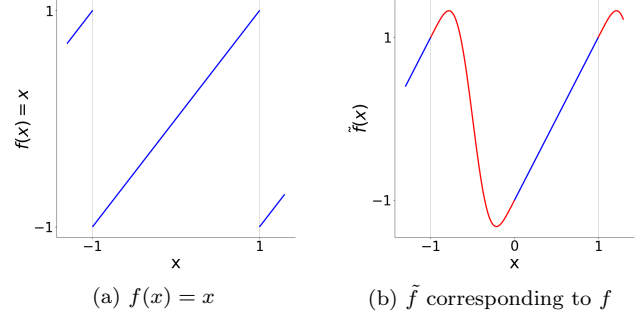 1
f(x) = x
−1
−1
1
x
(a) f(x) = x
1
f̃(x)
−1
−1
0
1
x
(b) f̃ corresponding to f